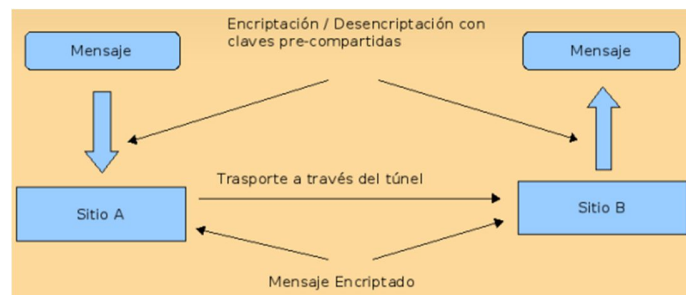 Encriptación / Desencriptación con
claves pre-compartidas
Mensaje
Mensaje
Trasporte a través del túnel
Sitio A
Sitio B
Mensaje Encriptado